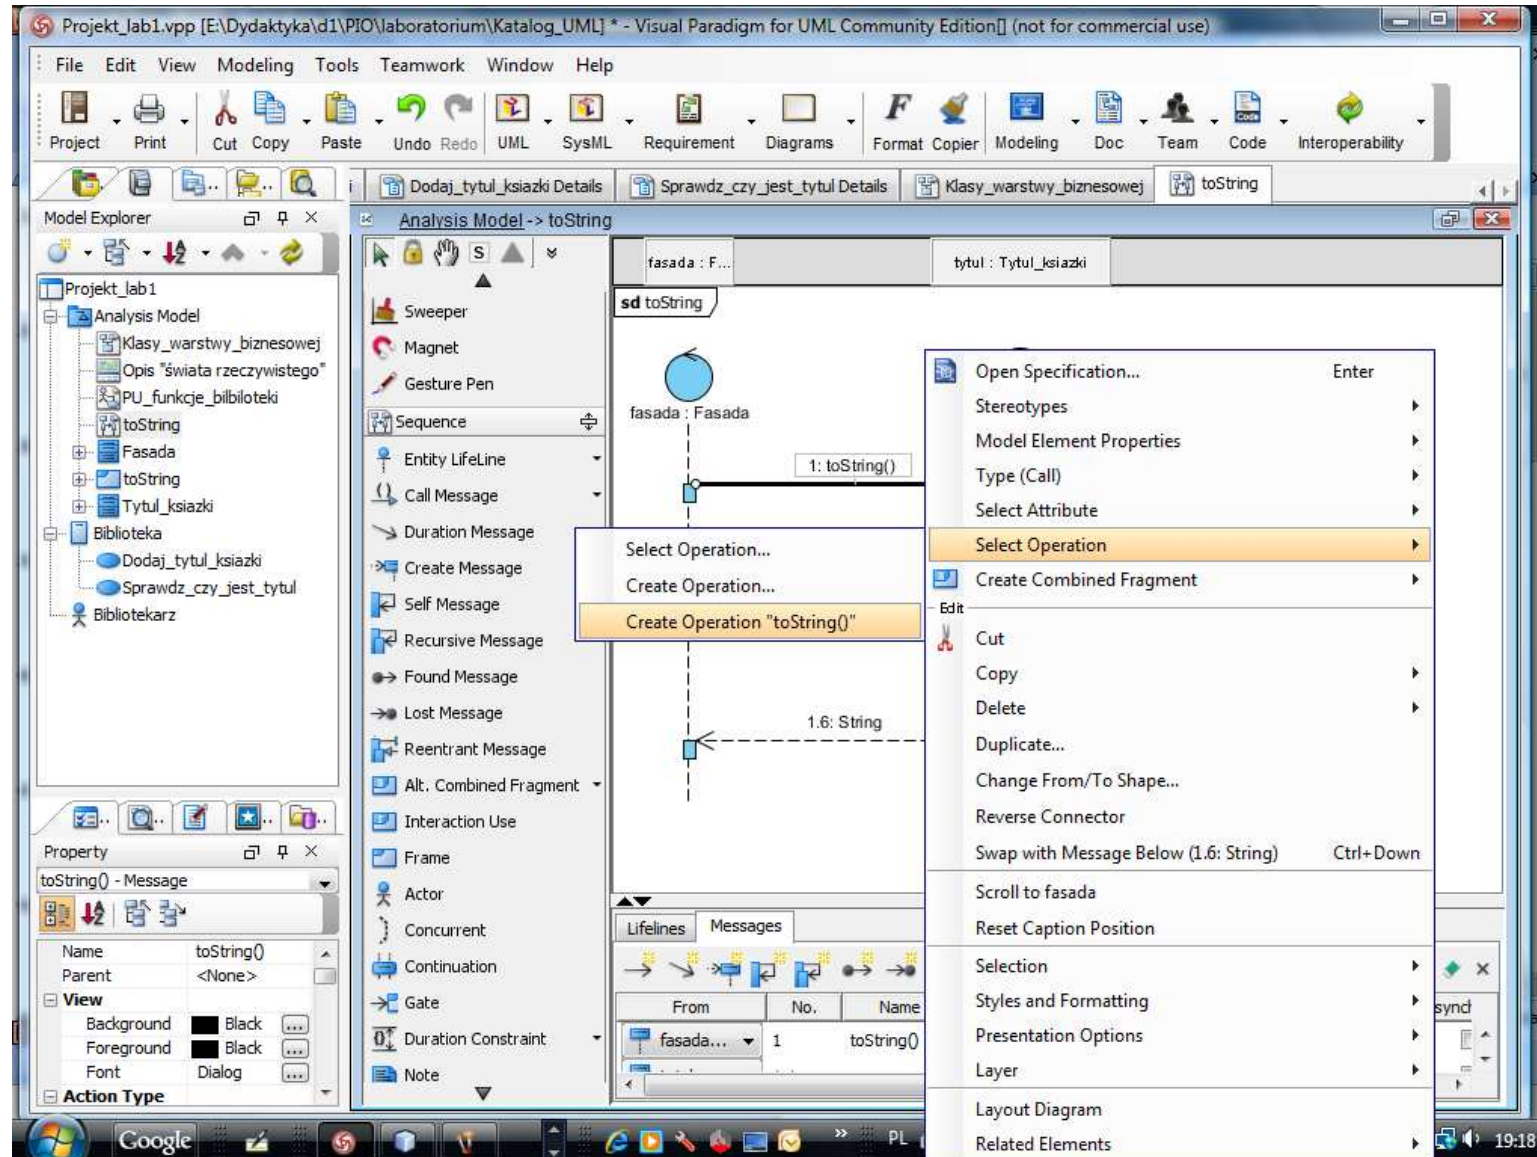 Projekt_lab1.vpp [E:\Dydaktyka\d1\PIO\laboratorium\Katalog_UML] * - Visual Paradigm for UML Community Edition[] (not for commercial use)
File Edit View Modeling Tools Teamwork Window Help
Project Print Cut Copy Paste Undo Redo UML SysML Requirement Diagrams Format Copier Modeling Doc Team Code Interoperability
Dodaj_tytul_ksiazki Details Sprawdz_czy_jest_tytul Details Klasy_warstwy_biznesowej toString
Model Explorer
Analysis Model -> toString
Projekt_lab1
Analysis Model
Klasy_warstwy_biznesowej
Opis "świata rzeczywistego"
PU_funkcje_bilbiloteki
toString
Fasada
toString
Tytul_ksiazki
Biblioteka
Dodaj_tytul_ksiazki
Sprawdz_czy_jest_tytul
Bibliotekarz
Property
toString() - Message
Name toString()
Parent <None>
View
Background Black ...
Foreground Black ...
Font Dialog ...
Action Type
S
Sweeper
Magnet
Gesture Pen
Sequence
Entity LifeLine
Call Message
Duration Message
Create Message
Self Message
Recursive Message
Found Message
Lost Message
Reentrant Message
Alt. Combined Fragment
Interaction Use
Frame
Actor
Concurrent
Continuation
Gate
Duration Constraint
Note
fasada : F... tytul : Tytul_ksiazki
sd toString
fasada : Fasada
1: toString()
1.6: String
Select Operation...
Create Operation...
Create Operation "toString()"
Open Specification... Enter
Stereotypes
Model Element Properties
Type (Call)
Select Attribute
Select Operation
Create Combined Fragment
Edit
Cut
Copy
Delete
Duplicate...
Change From/To Shape...
Reverse Connector
Swap with Message Below (1.6: String) Ctrl+Down
Scroll to fasada
Reset Caption Position
Selection
Styles and Formatting
Presentation Options
Layer
Layout Diagram
Related Elements
Lifelines Messages
From No. Name
fasada... 1 toString()
Google PL 19:18